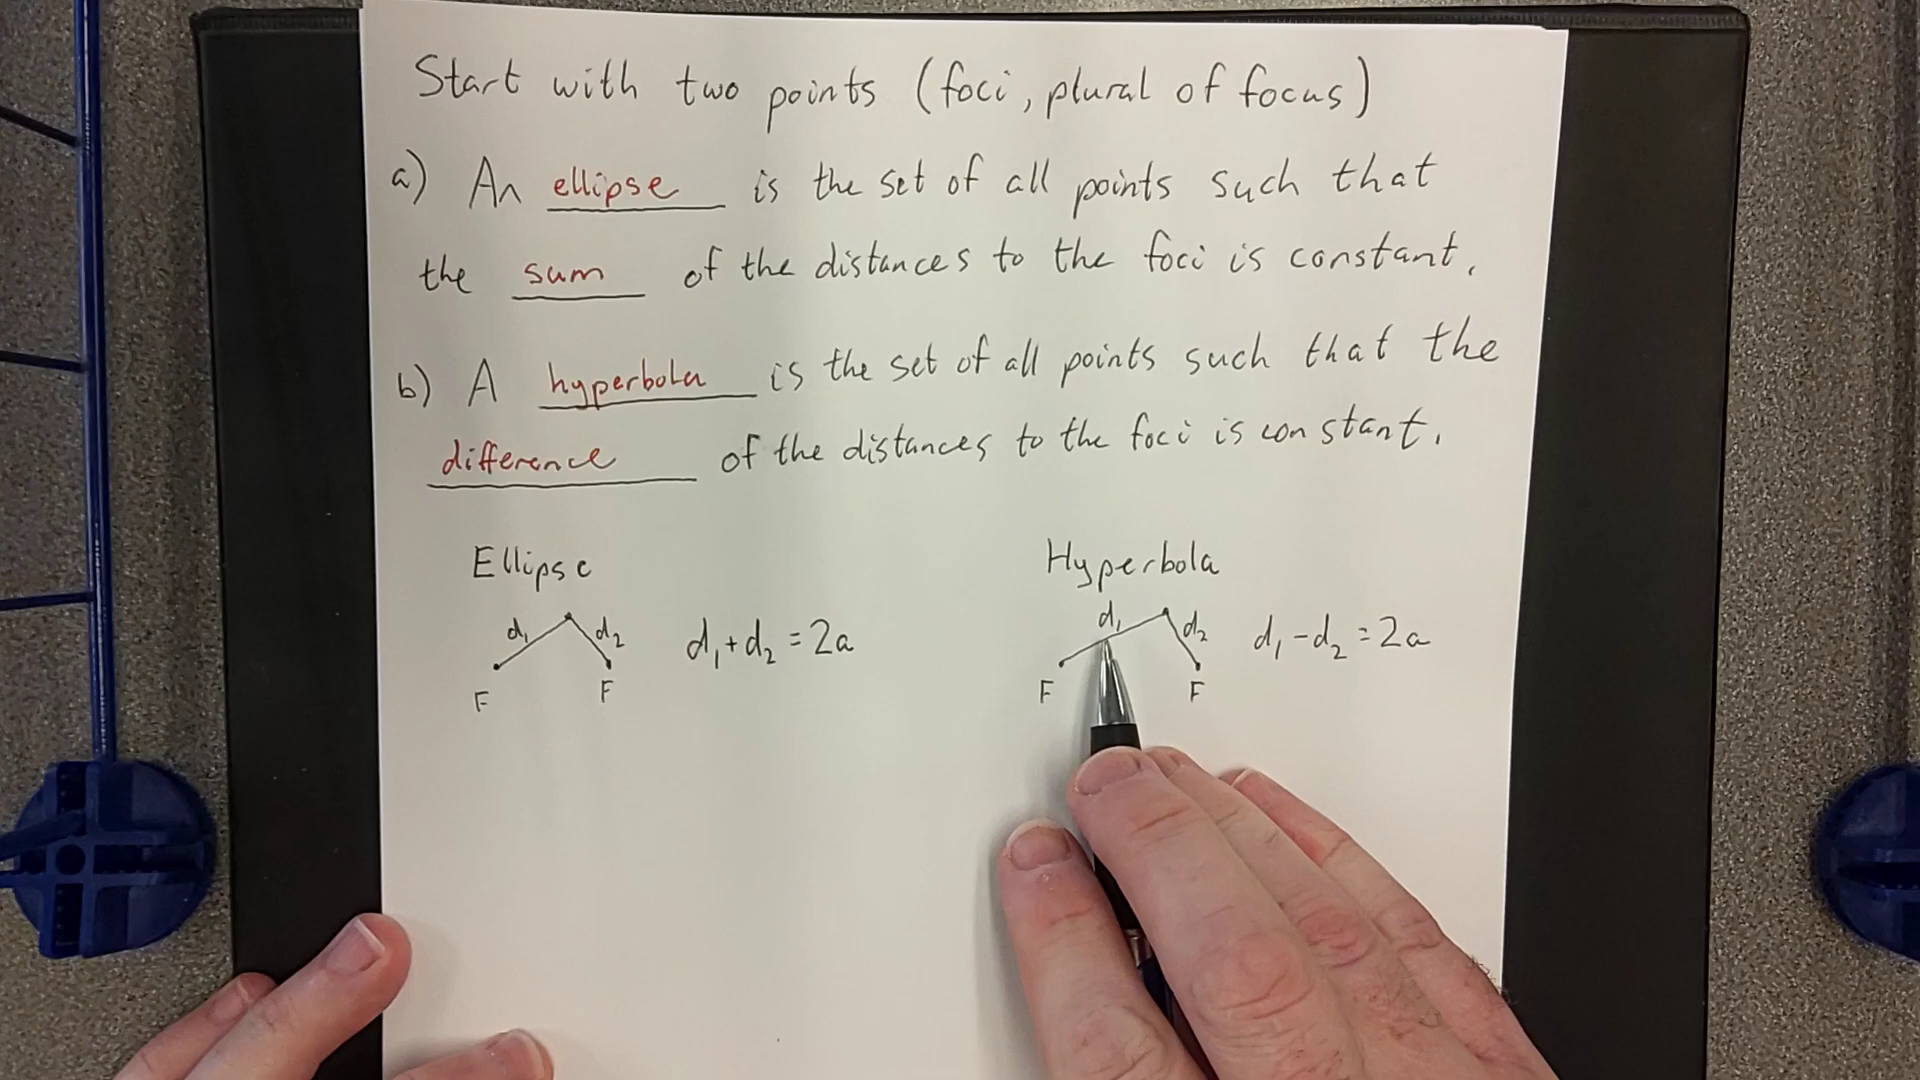 Start with two points (foci, plural of focus)
a) An ellipse is the set of all points such that
the sum of the distances to the foci is constant.
b) A hyperbola is the set of all points such that the
difference of the distances to the foci is constant.
Ellipse
d₁ d₂ d₁+d₂=2a
F F
Hyperbola
d₁ d₂ d₁-d₂=2a
F F